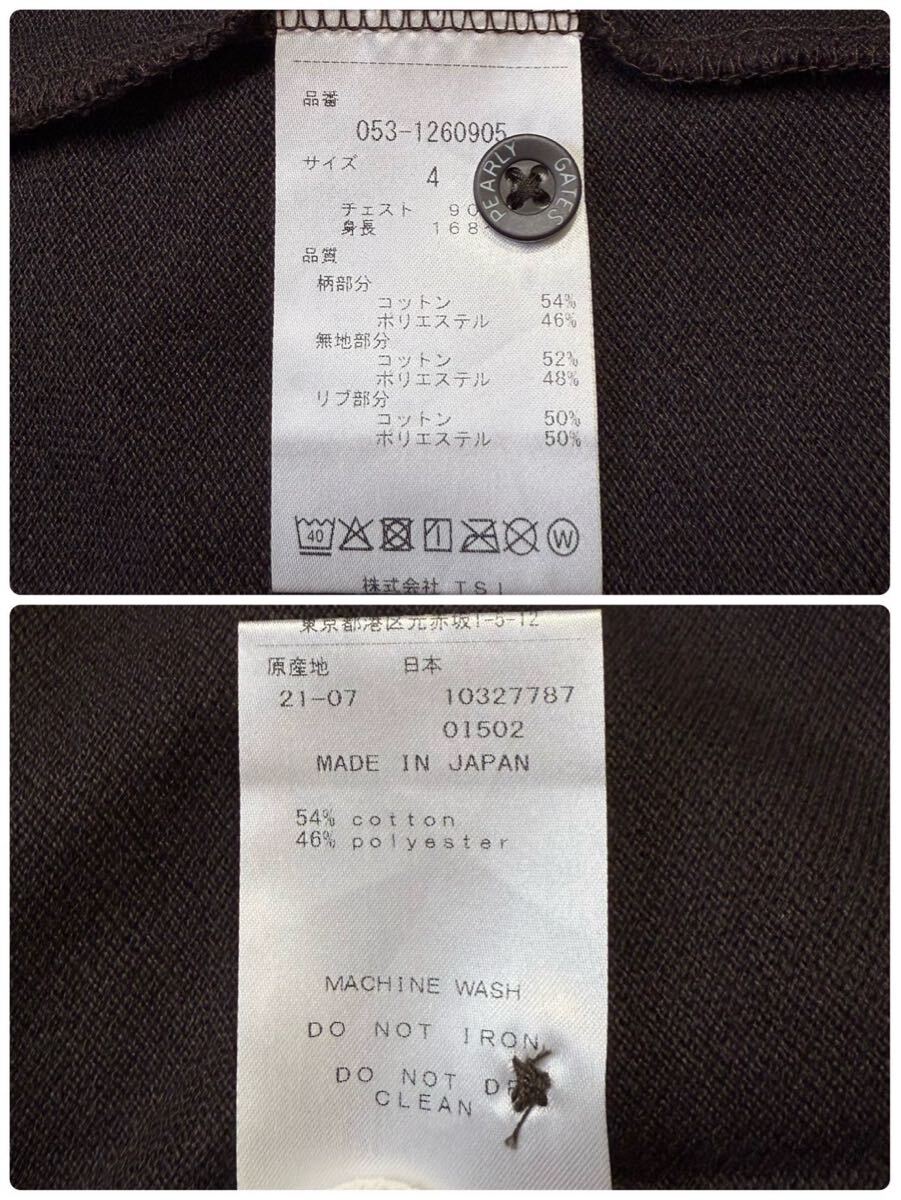 品番
053-1260905
サイズ
4
チェスト 90
身長 168
PEARLY GATES
品質
柄部分
コットン 54%
ポリエステル 46%
無地部分
コットン 52%
ポリエステル 48%
リブ部分
コットン 50%
ポリエステル 50%
40
W
株式会社 TSI
東京都港区元赤坂1-5-12
原産地 日本
21-07 10327787
01502
MADE IN JAPAN
54% cotton
46% polyester
MACHINE WASH
DO NOT IRON
DO NOT
CLEAN